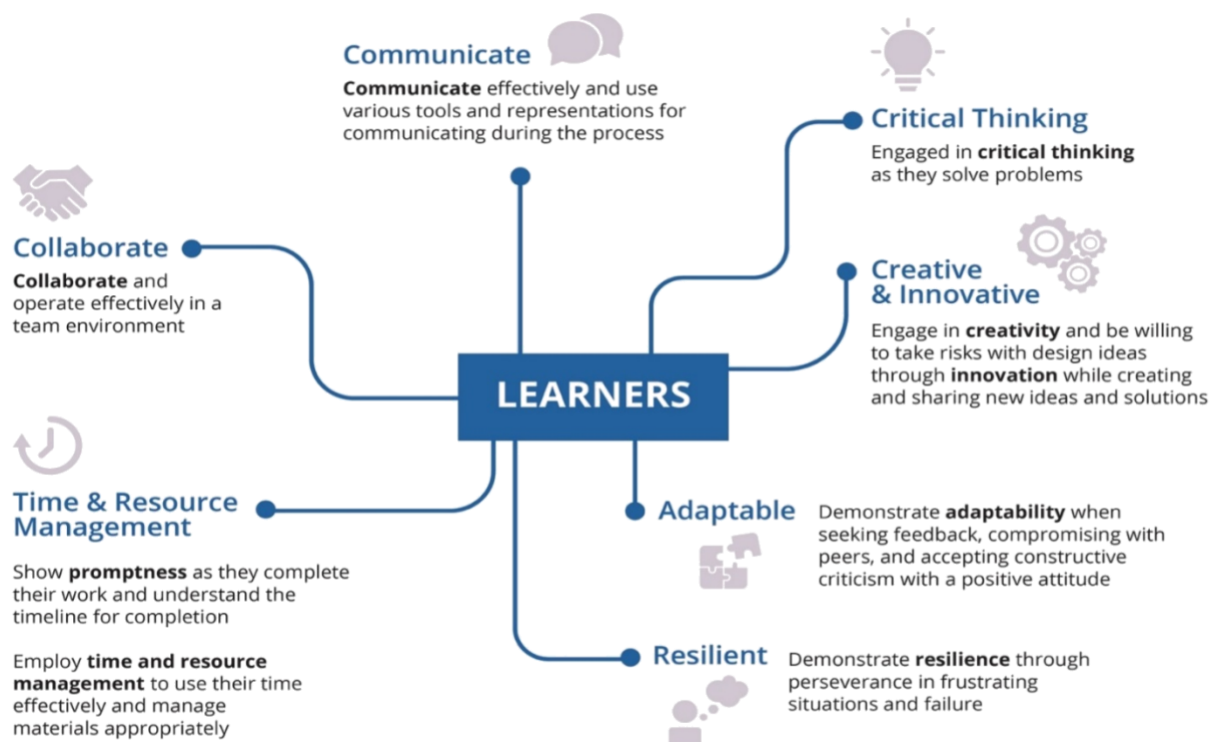 Communicate
Communicate effectively and use
various tools and representations for
communicating during the process
Critical Thinking
Engaged in critical thinking
as they solve problems
Collaborate
Collaborate and
operate effectively in a
team environment
Creative
& Innovative
Engage in creativity and be willing
to take risks with design ideas
through innovation while creating
and sharing new ideas and solutions
LEARNERS
Time & Resource
Management
Show promptness as they complete
their work and understand the
timeline for completion
Employ time and resource
management to use their time
effectively and manage
materials appropriately
Adaptable
Demonstrate adaptability when
seeking feedback, compromising with
peers, and accepting constructive
criticism with a positive attitude
Resilient
Demonstrate resilience through
perseverance in frustrating
situations and failure